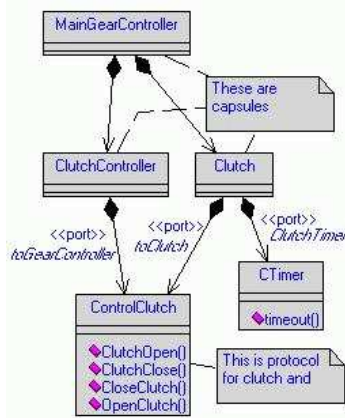 MainGearController
These are
capsules
ClutchController
Clutch
<<port>>
toGearController
<<port>>
toClutch
<<port>>
ClutchTimer
CTimer
timeout()
ControlClutch
ClutchOpen()
ClutchClose()
CloseClutch()
OpenClutch()
This is protocol
for clutch and